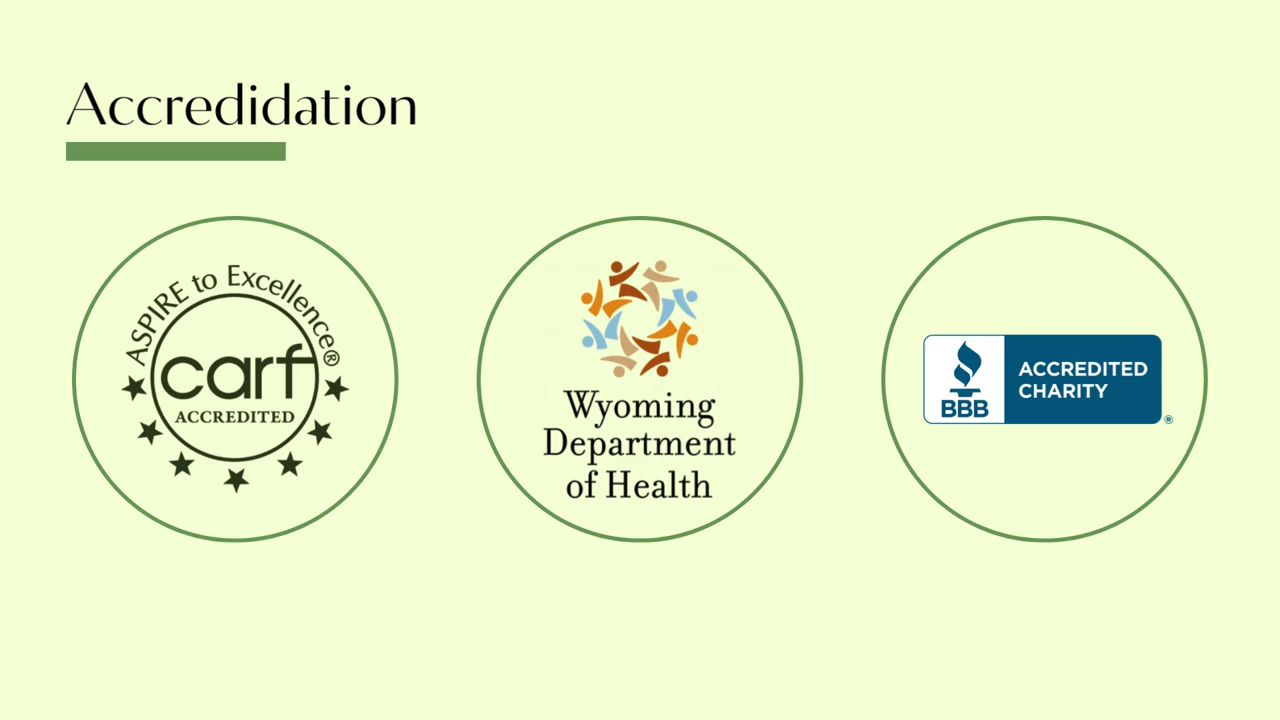 Accredidation
ASPIRE to Excellence®
carf
ACCREDITED
Wyoming
Department
of Health
BBB
ACCREDITED
CHARITY
®